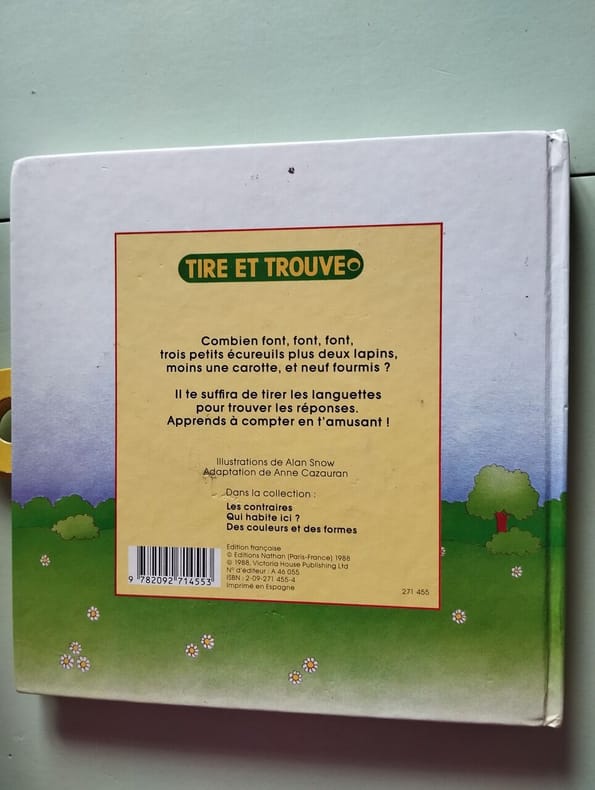 TIRE ET TROUVE
Combien font, font, font,
trois petits écureuils plus deux lapins,
moins une carotte, et neuf fourmis ?
Il te suffira de tirer les languettes
pour trouver les réponses.
Apprends à compter en t'amusant !
Illustrations de Alan Snow
Adaptation de Anne Cazauran
Dans la collection :
Les contraires
Qui habite ici ?
Des couleurs et des formes
Edition française
© Editions Nathan (Paris-France) 1988
© 1988, Victoria House Publishing Ltd
N° d'éditeur : A 46 055
ISBN : 2-09-271 455-4
Imprimé en Espagne
9 782092 714553
271 455